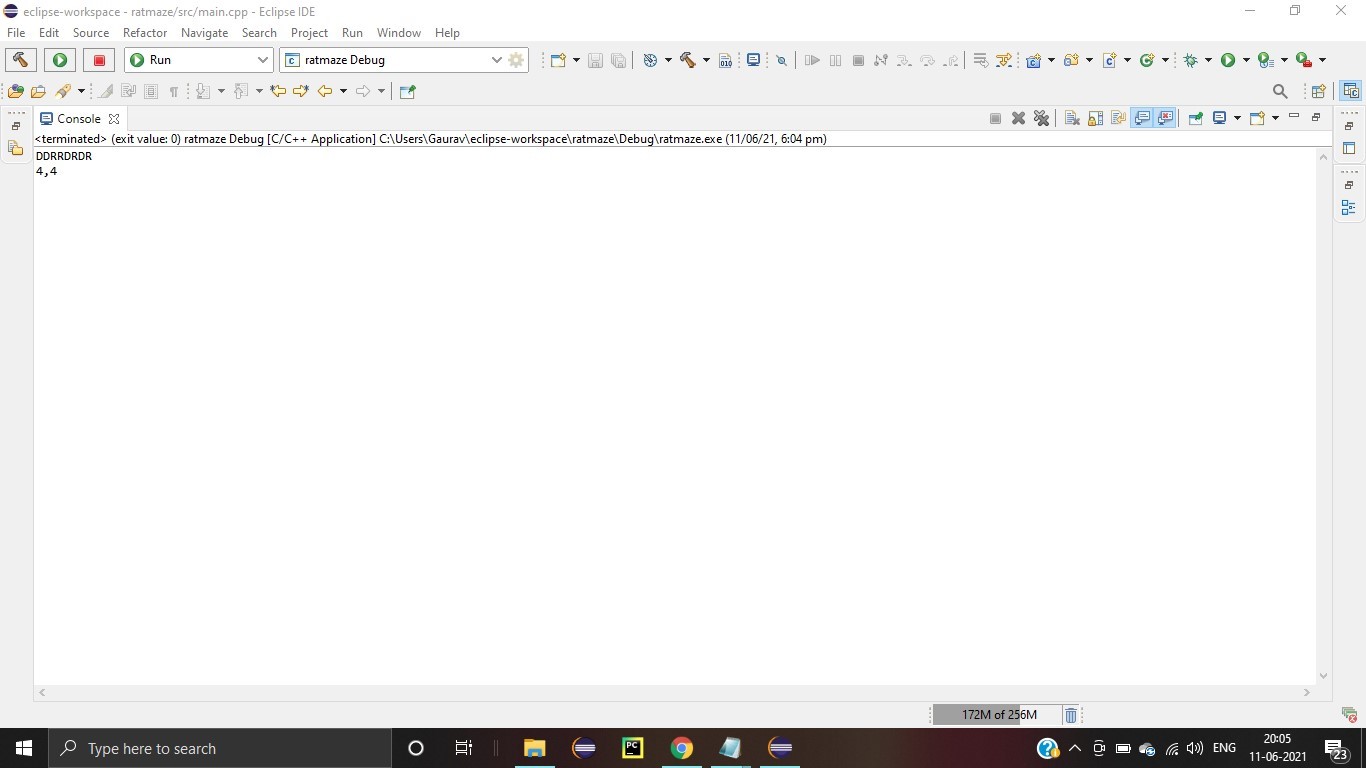 eclipse-workspace - ratmaze/src/main.cpp - Eclipse IDE
File Edit Source Refactor Navigate Search Project Run Window Help
Run ratmaze Debug
Console
<terminated> (exit value: 0) ratmaze Debug [C/C++ Application] C:\Users\Gaurav\eclipse-workspace\ratmaze\Debug\ratmaze.exe (11/06/21, 6:04 pm)
DDRRDRDR
4,4
172M of 256M
Type here to search
ENG
20:05
11-06-2021
23